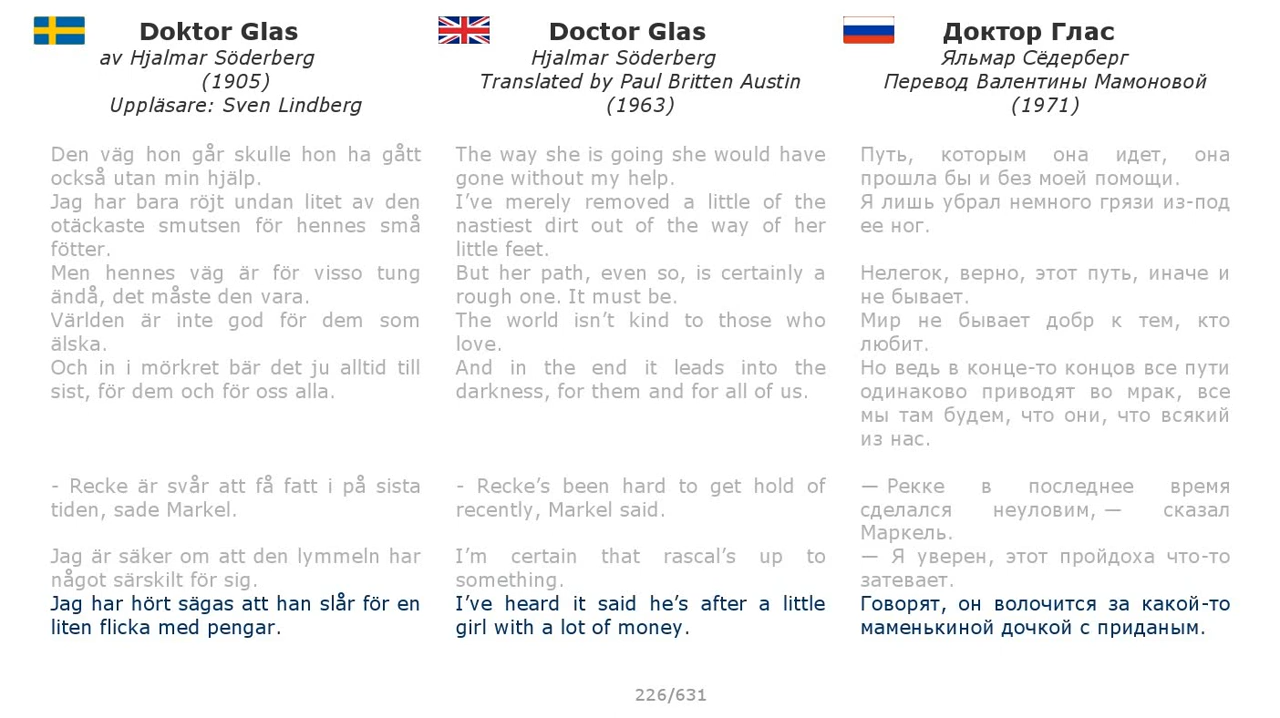 Doktor Glas
av Hjalmar Söderberg
(1905)
Uppläsare: Sven Lindberg
Den väg hon går skulle hon ha gått
också utan min hjälp.
Jag har bara röjt undan litet av den
otäckaste smutsen för hennes små
fötter.
Men hennes väg är för visso tung
ändå, det måste den vara.
Världen är inte god för dem som
älska.
Och in i mörkret bär det ju alltid till
sist, för dem och för oss alla.
- Recke är svår att få fatt i på sista
tiden, sade Markel.
Jag är säker om att den lymmeln har
något särskilt för sig.
Jag har hört sägas att han slår för en
liten flicka med pengar.
Doctor Glas
Hjalmar Söderberg
Translated by Paul Britten Austin
(1963)
The way she is going she would have
gone without my help.
I’ve merely removed a little of the
nastiest dirt out of the way of her
little feet.
But her path, even so, is certainly a
rough one. It must be.
The world isn’t kind to those who
love.
And in the end it leads into the
darkness, for them and for all of us.
- Recke’s been hard to get hold of
recently, Markel said.
I’m certain that rascal’s up to
something.
I’ve heard it said he’s after a little
girl with a lot of money.
Доктор Глас
Яльмар Сёдерберг
Перевод Валентины Мамоновой
(1971)
Путь, которым она идет, она
прошла бы и без моей помощи.
Я лишь убрал немного грязи из-под
ее ног.
Нелегок, верно, этот путь, иначе и
не бывает.
Мир не бывает добр к тем, кто
любит.
Но ведь в конце-то концов все пути
одинаково приводят во мрак, все
мы там будем, что они, что всякий
из нас.
— Рекке в последнее время
сделался неуловим, — сказал
Маркель.
— Я уверен, этот пройдоха что-то
затевает.
Говорят, он волочится за какой-то
маменькиной дочкой с приданым.
226/631